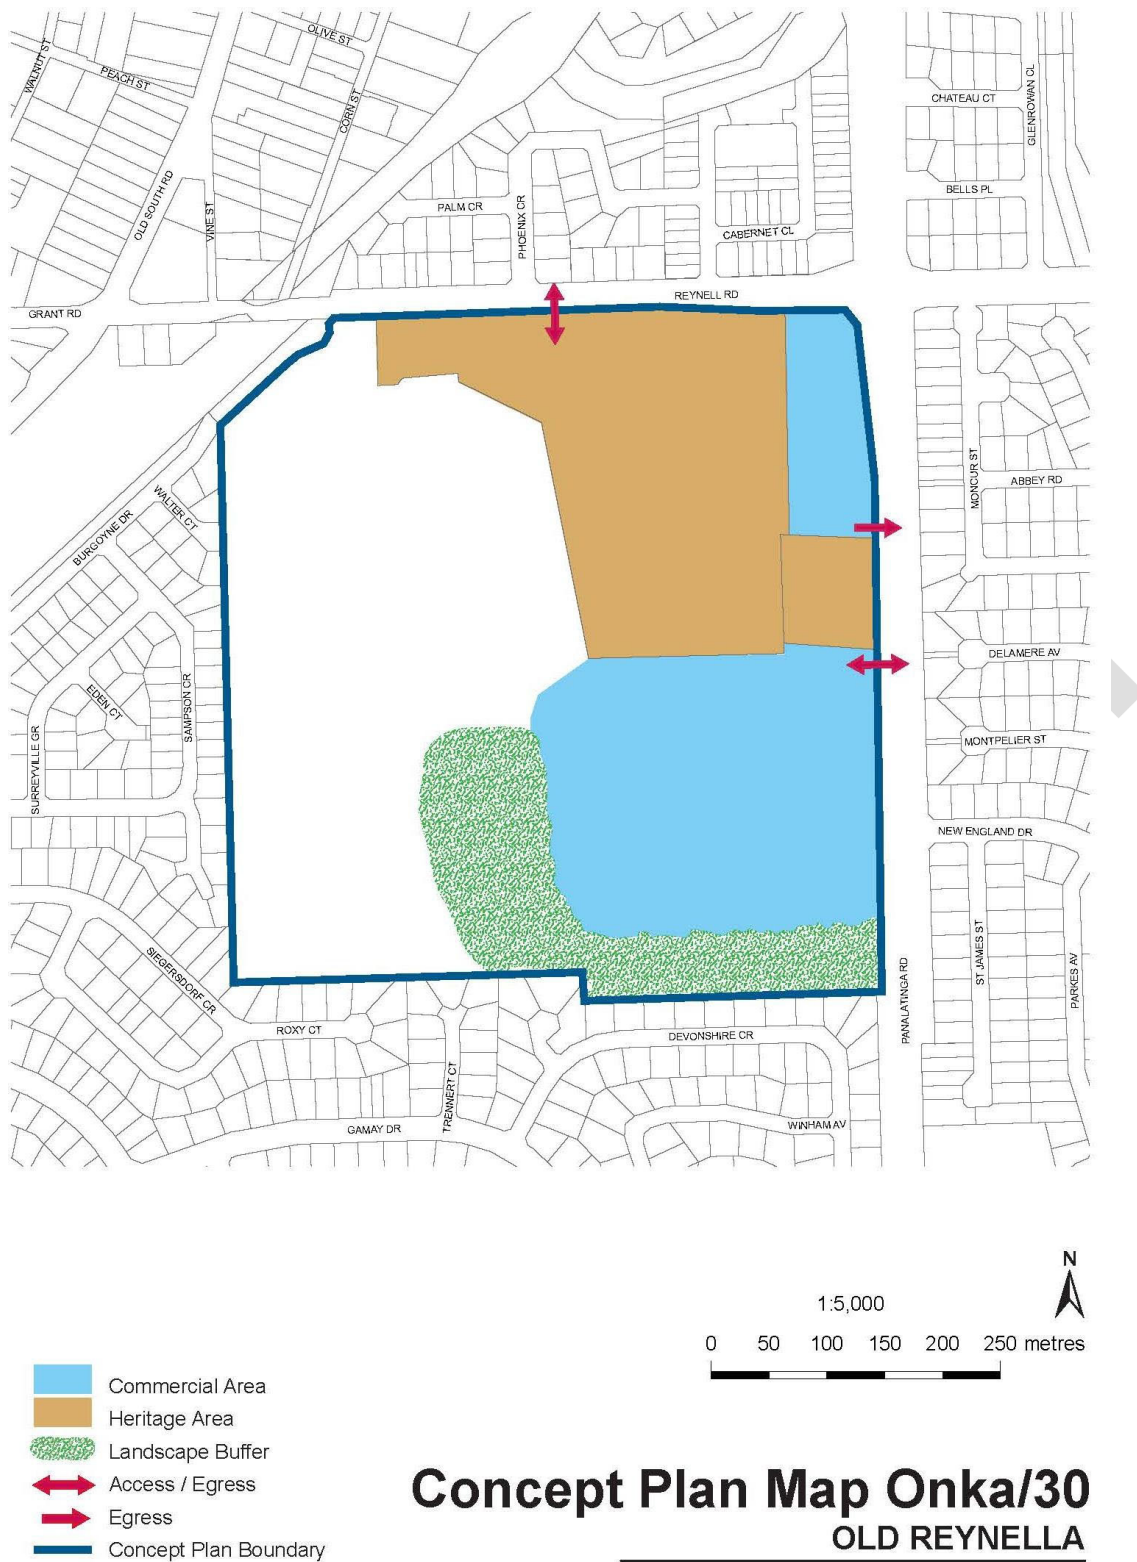 OLIVE ST
WALNUT ST
PEACH ST
CORN ST
CHATEAU CT
GLENROWAN CL
OLD SOUTH RD
VINE ST
PALM CR
PHOENIX CR
CABERNET CL
BELLS PL
GRANT RD
REYNELL RD
MONCUR ST
ABBEY RD
WALTER CT
BURGOYNE DR
DELAMERE AV
EDEN CT
SAMPSON CR
SURREYVILLE GR
MONTPELIER ST
NEW ENGLAND DR
SIEGERSDORF CR
ST JAMES ST
PARKES AV
PANALATINGA RD
ROXY CT
DEVONSHIRE CR
TRENNERT CT
GAMAY DR
WINHAM AV
N
1:5,000
0 50 100 150 200 250 metres
Commercial Area
Heritage Area
Landscape Buffer
Access / Egress
Egress
Concept Plan Boundary
Concept Plan Map Onka/30
OLD REYNELLA